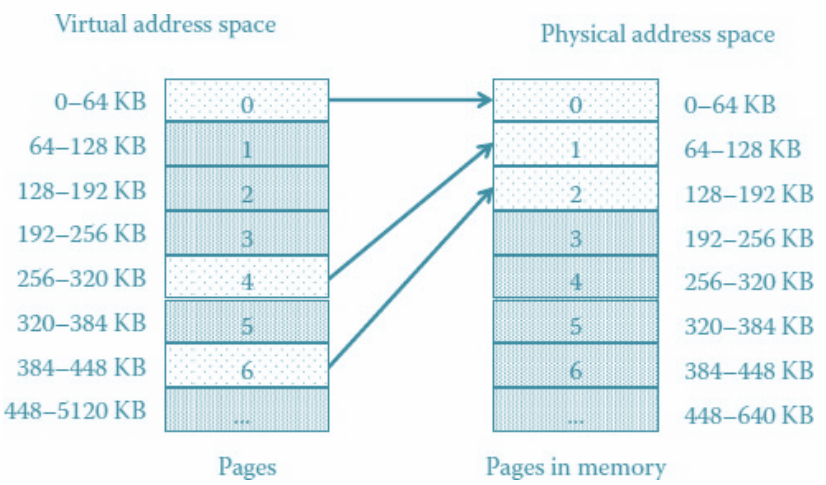 Virtual address space
Physical address space
0–64 KB 0 0 0–64 KB
64–128 KB 1 1 64–128 KB
128–192 KB 2 2 128–192 KB
192–256 KB 3 3 192–256 KB
256–320 KB 4 4 256–320 KB
320–384 KB 5 5 320–384 KB
384–448 KB 6 6 384–448 KB
448–5120 KB ... ... 448–640 KB
Pages Pages in memory